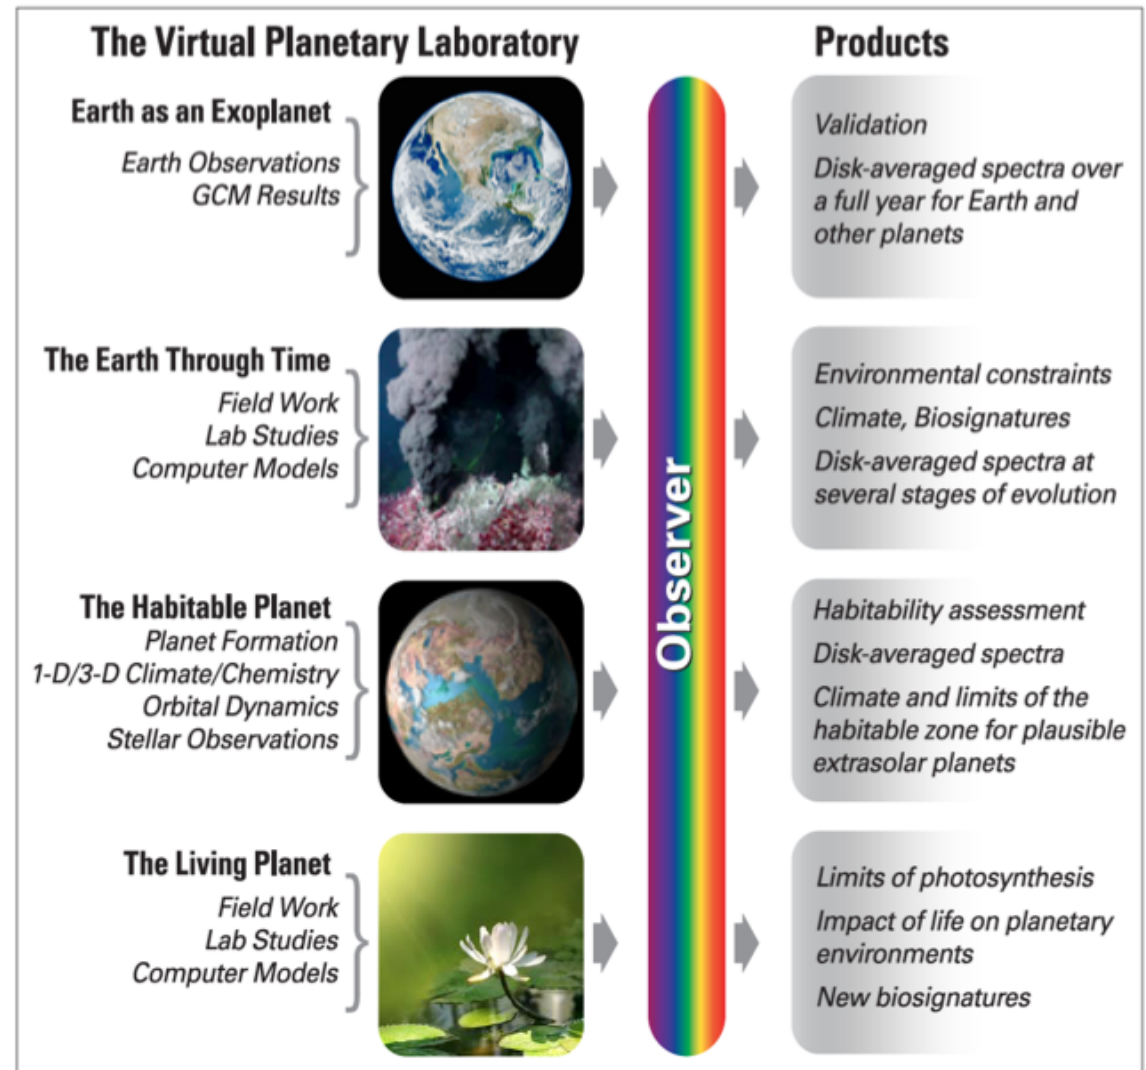 The Virtual Planetary Laboratory
Products
Earth as an Exoplanet
Earth Observations
GCM Results
Validation
Disk-averaged spectra over
a full year for Earth and
other planets
The Earth Through Time
Field Work
Lab Studies
Computer Models
Environmental constraints
Climate, Biosignatures
Disk-averaged spectra at
several stages of evolution
Observer
The Habitable Planet
Planet Formation
1-D/3-D Climate/Chemistry
Orbital Dynamics
Stellar Observations
Habitability assessment
Disk-averaged spectra
Climate and limits of the
habitable zone for plausible
extrasolar planets
The Living Planet
Field Work
Lab Studies
Computer Models
Limits of photosynthesis
Impact of life on planetary
environments
New biosignatures